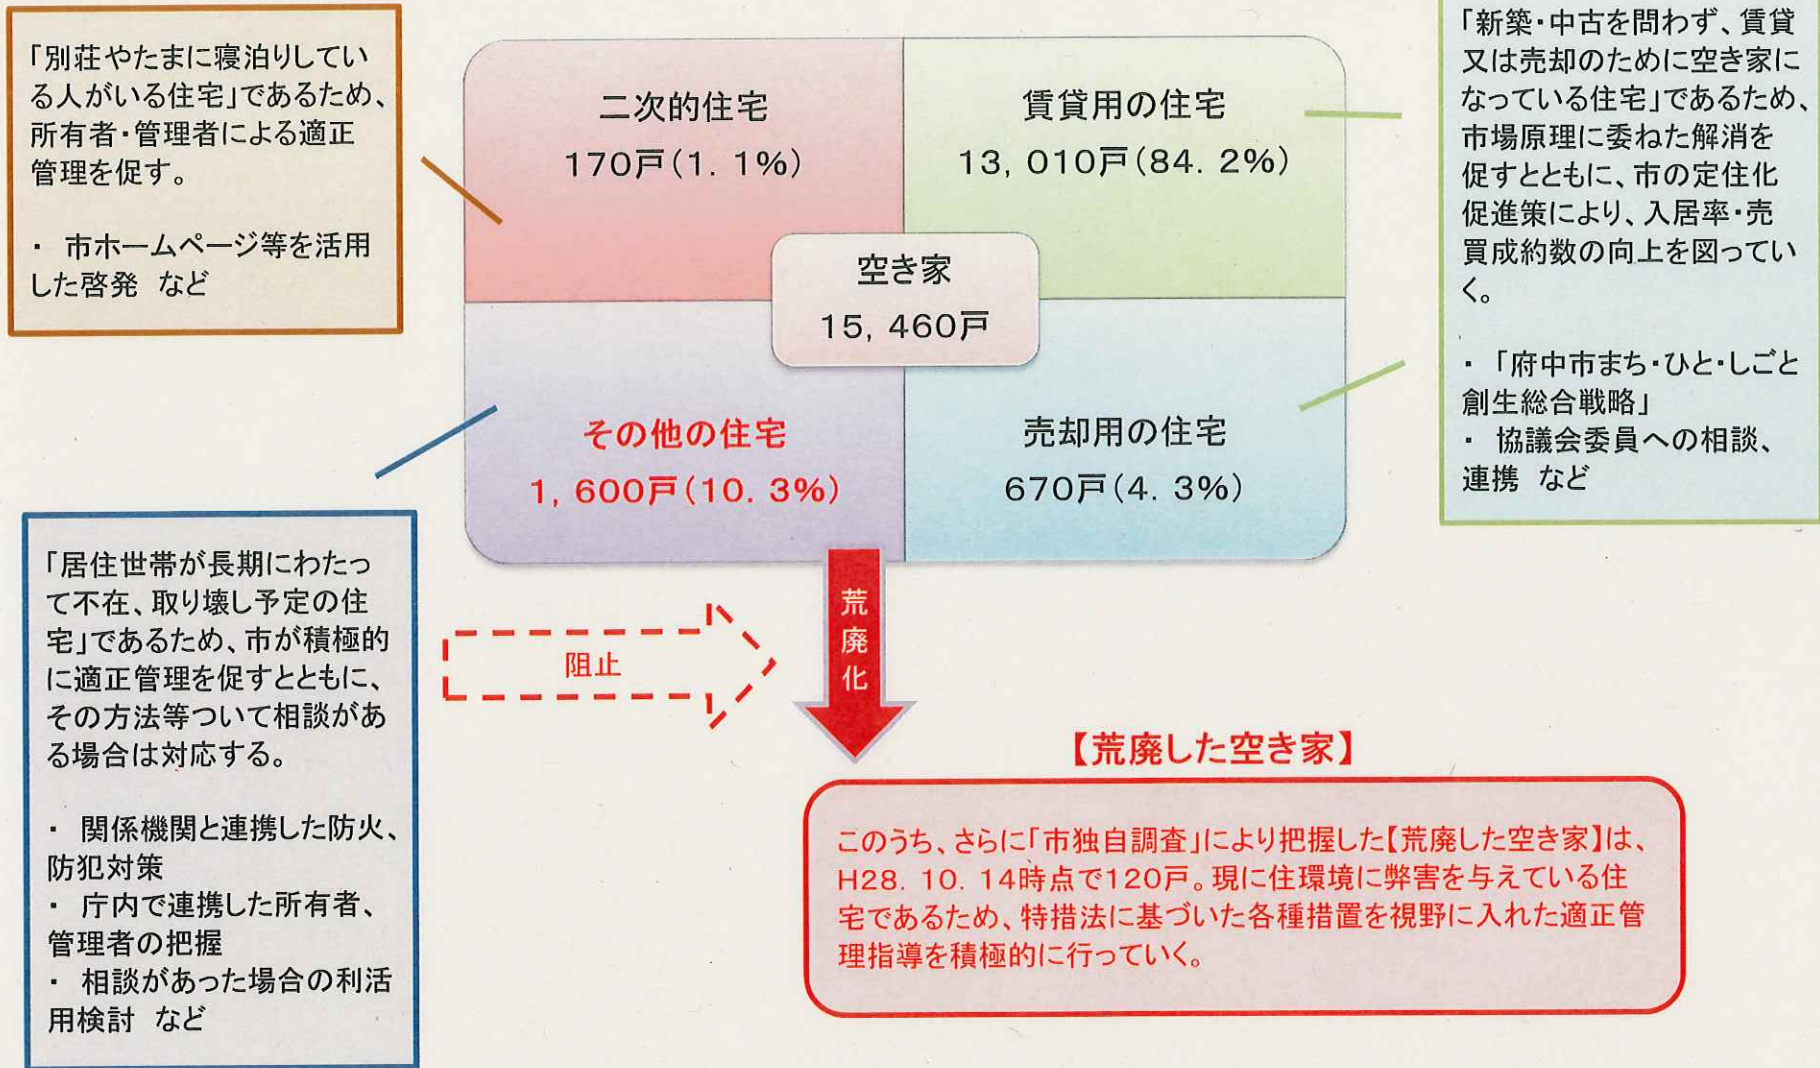 「別荘やたまに寝泊りしてい
る人がいる住宅」であるため、
所有者・管理者による適正
管理を促す。
・ 市ホームページ等を活用
した啓発 など
二次的住宅
170戸(1. 1%)
賃貸用の住宅
13, 010戸(84. 2%)
空き家
15, 460戸
その他の住宅
1, 600戸(10. 3%)
売却用の住宅
670戸(4. 3%)
「新築・中古を問わず、賃貸
又は売却のために空き家に
なっている住宅」であるため、
市場原理に委ねた解消を
促すとともに、市の定住化
促進策により、入居率・売
買成約数の向上を図ってい
く。
・ 「府中市まち・ひと・しごと
創生総合戦略」
・ 協議会委員への相談、
連携 など
「居住世帯が長期にわたっ
て不在、取り壊し予定の住
宅」であるため、市が積極的
に適正管理を促すとともに、
その方法等ついて相談があ
る場合は対応する。
・ 関係機関と連携した防火、
防犯対策
・ 庁内で連携した所有者、
管理者の把握
・ 相談があった場合の利活
用検討 など
阻止
荒廃化
【荒廃した空き家】
このうち、さらに「市独自調査」により把握した【荒廃した空き家】は、
H28. 10. 14時点で120戸。現に住環境に弊害を与えている住
宅であるため、特措法に基づいた各種措置を視野に入れた適正管
理指導を積極的に行っていく。